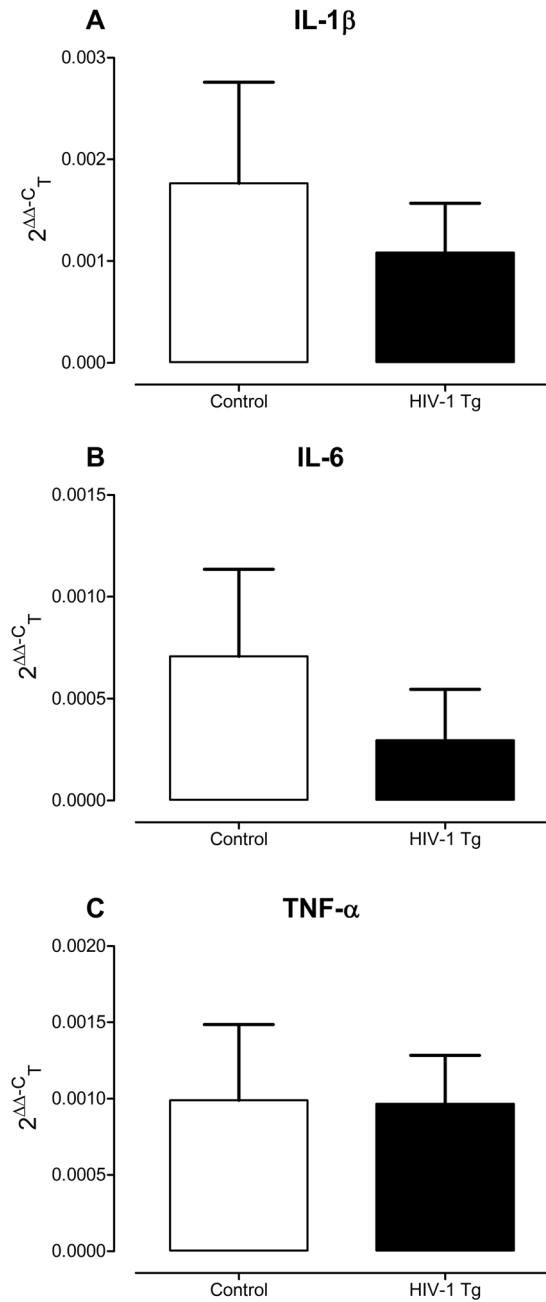 A IL-1β
0.003
0.002
0.001
0.000
2^ΔΔ-C_T
Control HIV-1 Tg
B IL-6
0.0015
0.0010
0.0005
0.0000
2^ΔΔ-C_T
Control HIV-1 Tg
C TNF-α
0.0020
0.0015
0.0010
0.0005
0.0000
2^ΔΔ-C_T
Control HIV-1 Tg